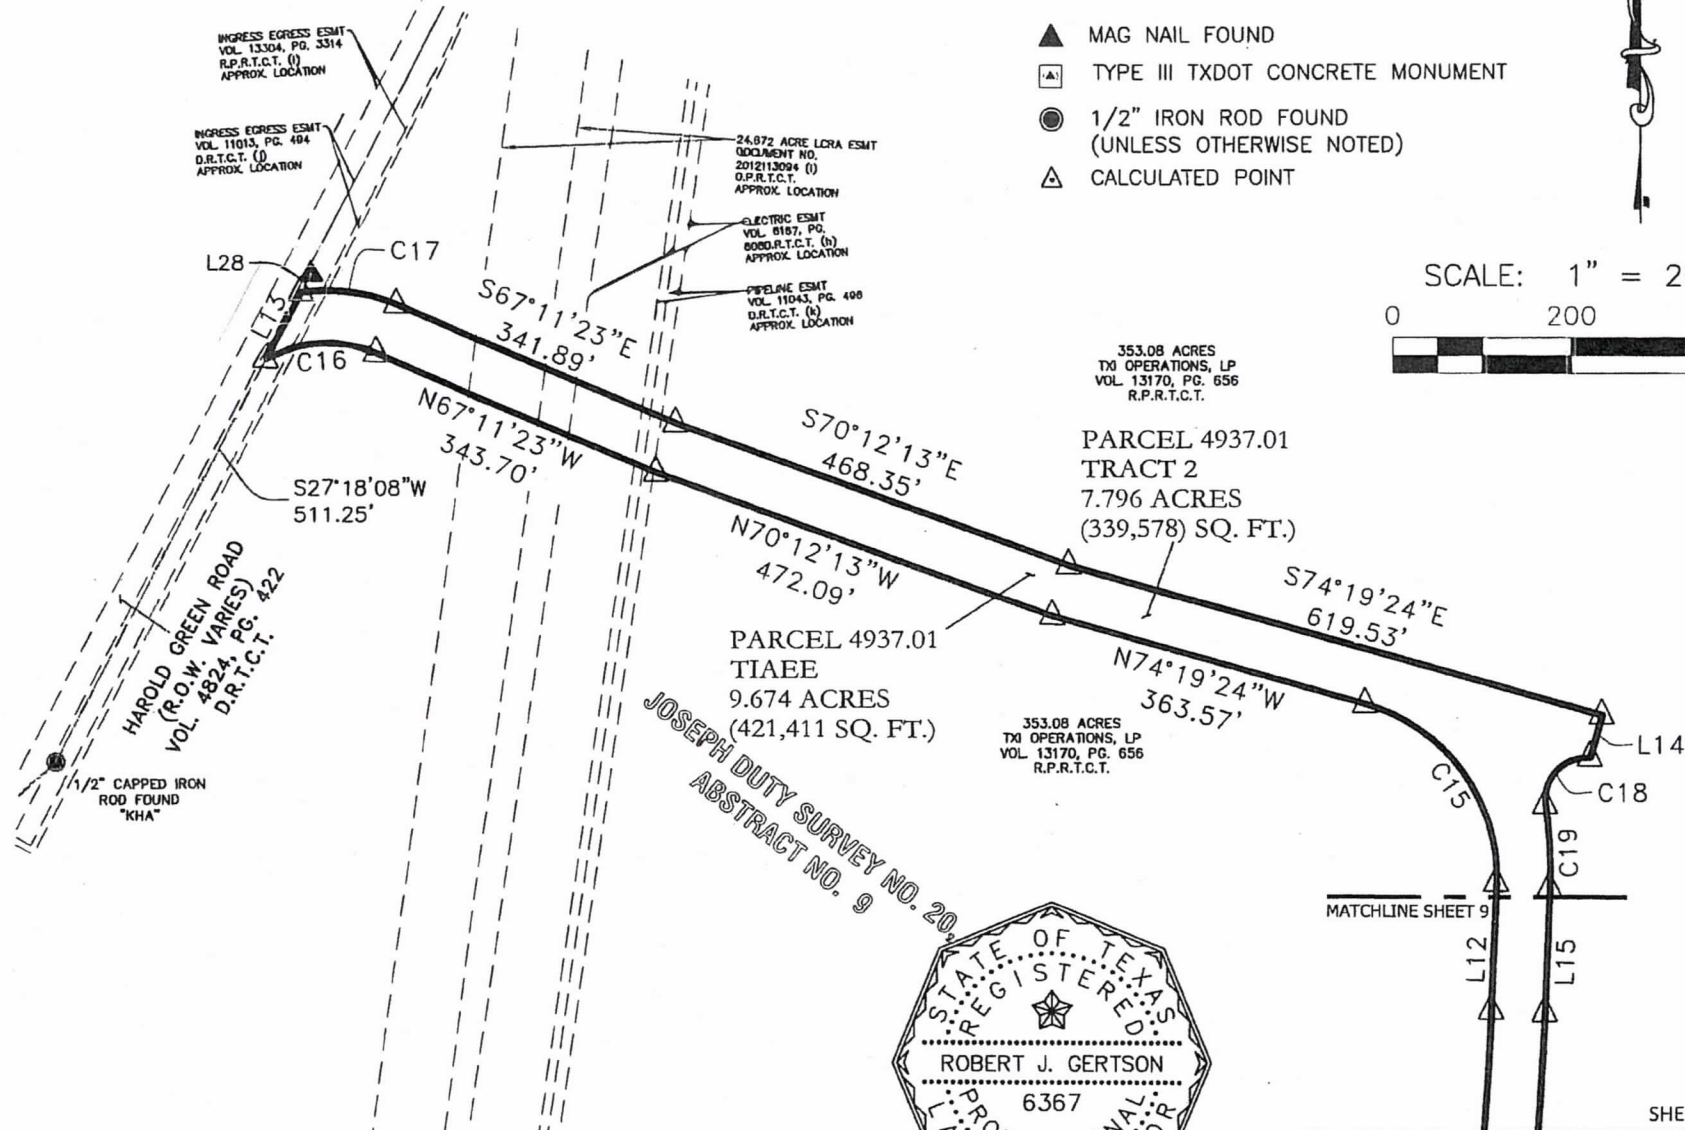 INGRESS EGRESS ESMT
VOL. 13304, PG. 3314
R.P.R.T.C.T. (i)
APPROX. LOCATION
INGRESS EGRESS ESMT
VOL. 11013, PG. 494
D.R.T.C.T. (j)
APPROX. LOCATION
24.672 ACRE LCRA ESMT
DOCUMENT NO.
2012113094 (l)
O.P.R.T.C.T.
APPROX. LOCATION
ELECTRIC ESMT
VOL. 6167, PG.
D.R.T.C.T. (h)
APPROX. LOCATION
PIPELINE ESMT
VOL. 11043, PG. 496
D.R.T.C.T. (k)
APPROX. LOCATION
MAG NAIL FOUND
TYPE III TXDOT CONCRETE MONUMENT
1/2" IRON ROD FOUND
(UNLESS OTHERWISE NOTED)
CALCULATED POINT
SCALE: 1" = 2
0 200
L28
C17
L13
C16
S67°11'23"E
341.89'
N67°11'23"W
343.70'
S70°12'13"E
468.35'
N70°12'13"W
472.09'
S27°18'08"W
511.25'
353.08 ACRES
TXI OPERATIONS, LP
VOL. 13170, PG. 656
R.P.R.T.C.T.
PARCEL 4937.01
TRACT 2
7.796 ACRES
(339,578) SQ. FT.)
S74°19'24"E
619.53'
N74°19'24"W
363.57'
PARCEL 4937.01
TIAEE
9.674 ACRES
(421,411 SQ. FT.)
353.08 ACRES
TXI OPERATIONS, LP
VOL. 13170, PG. 656
R.P.R.T.C.T.
HAROLD GREEN ROAD
(R.O.W. VARIES)
VOL. 4824, PG. 422
D.R.T.C.T.
1/2" CAPPED IRON
ROD FOUND
"KHA"
JOSEPH DUTY SURVEY NO. 20,
ABSTRACT NO. 9
L14
C15
C18
C19
MATCHLINE SHEET 9
L12
L15
STATE OF TEXAS
REGISTERED
ROBERT J. GERTSON
6367
SHE